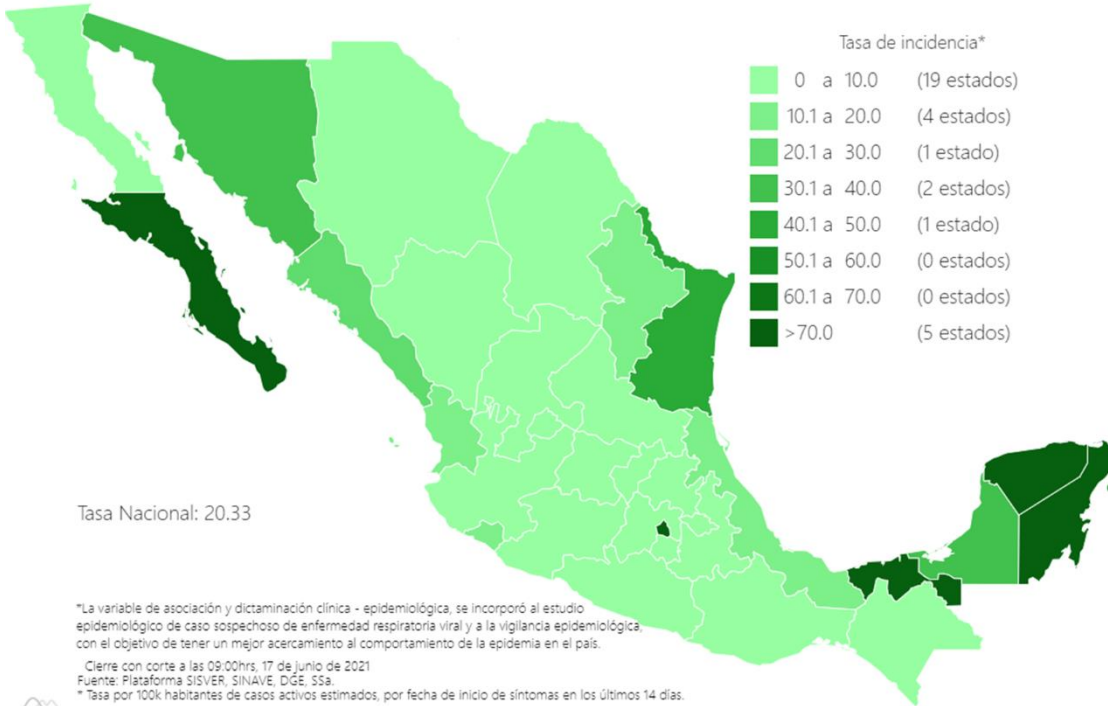 Tasa de incidencia*
0 a 10.0 (19 estados)
10.1 a 20.0 (4 estados)
20.1 a 30.0 (1 estado)
30.1 a 40.0 (2 estados)
40.1 a 50.0 (1 estado)
50.1 a 60.0 (0 estados)
60.1 a 70.0 (0 estados)
>70.0 (5 estados)
Tasa Nacional: 20.33
*La variable de asociación y dictaminación clínica - epidemiológica, se incorporó al estudio
epidemiológico de caso sospechoso de enfermedad respiratoria viral y a la vigilancia epidemiológica,
con el objetivo de tener un mejor acercamiento al comportamiento de la epidemia en el país.
Cierre con corte a las 09:00hrs, 17 de junio de 2021
Fuente: Plataforma SISVER, SINAVE, DGE, SSa.
* Tasa por 100k habitantes de casos activos estimados, por fecha de inicio de síntomas en los últimos 14 días.